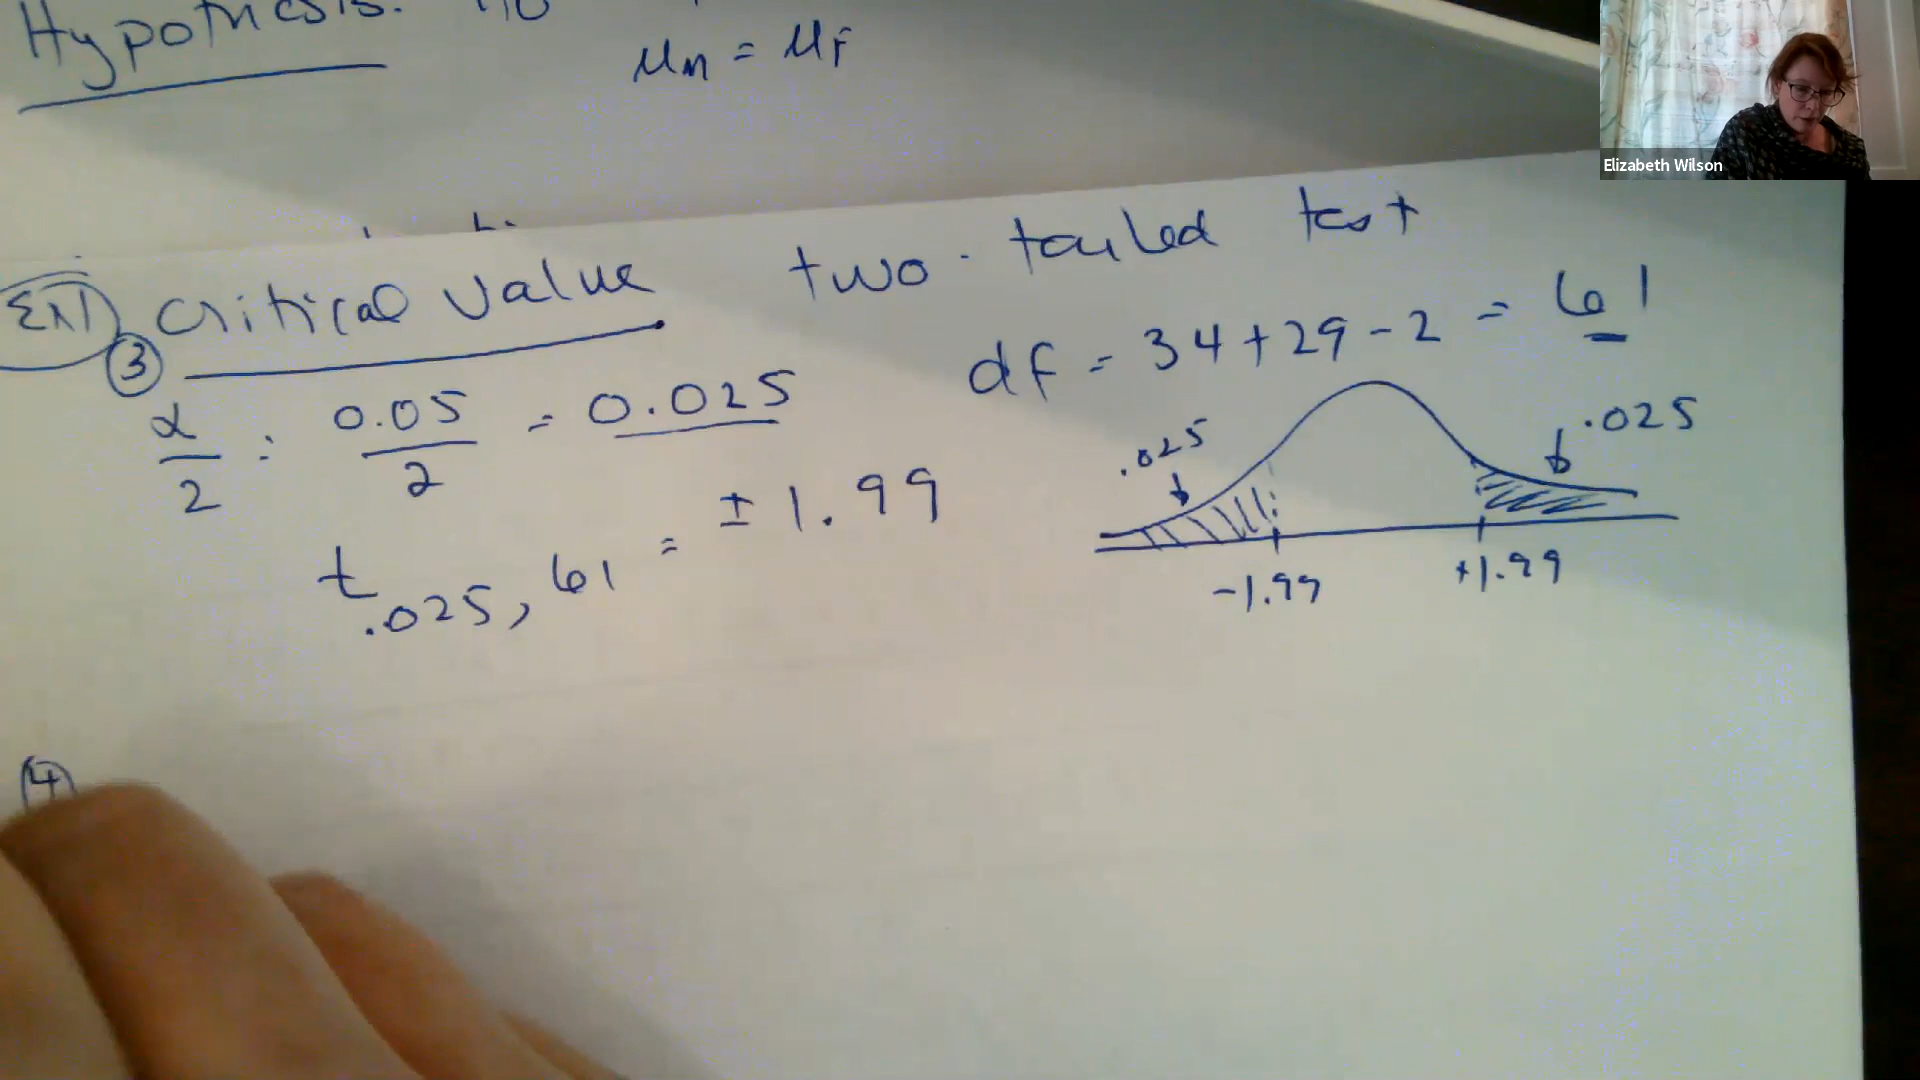 Hypothesis: Ho
μM = μF
Elizabeth Wilson
Ex1 Critical Value two-tailed test
③
df = 34 + 29 - 2 = 61
α/2 : 0.05/2 = 0.025
.025
.025
t.025, 61 = ± 1.99
-1.99
+1.99
④